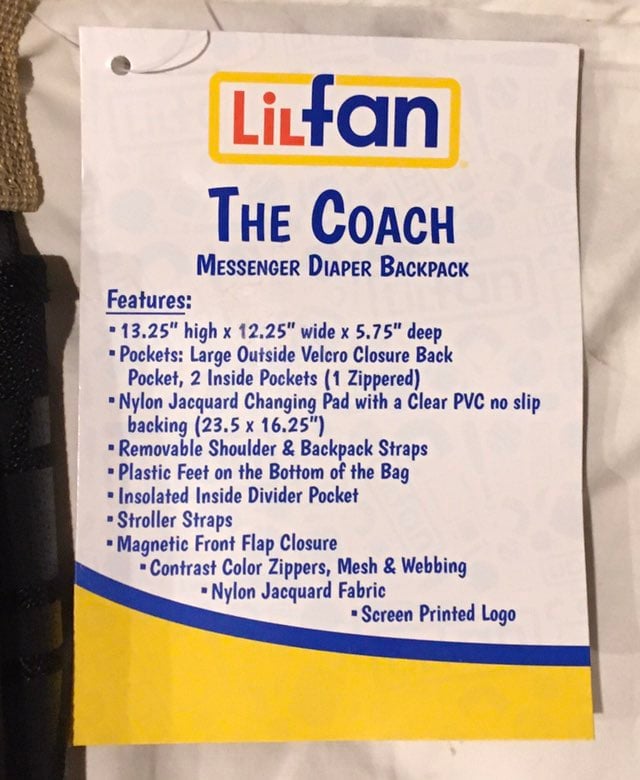 LiLfan
THE COACH
MESSENGER DIAPER BACKPACK
Features:
▪ 13.25" high x 12.25" wide x 5.75" deep
▪ Pockets: Large Outside Velcro Closure Back
Pocket, 2 Inside Pockets (1 Zippered)
▪ Nylon Jacquard Changing Pad with a Clear PVC no slip
backing (23.5 x 16.25")
▪ Removable Shoulder & Backpack Straps
▪ Plastic Feet on the Bottom of the Bag
▪ Insolated Inside Divider Pocket
▪ Stroller Straps
▪ Magnetic Front Flap Closure
▪ Contrast Color Zippers, Mesh & Webbing
▪ Nylon Jacquard Fabric
▪ Screen Printed Logo